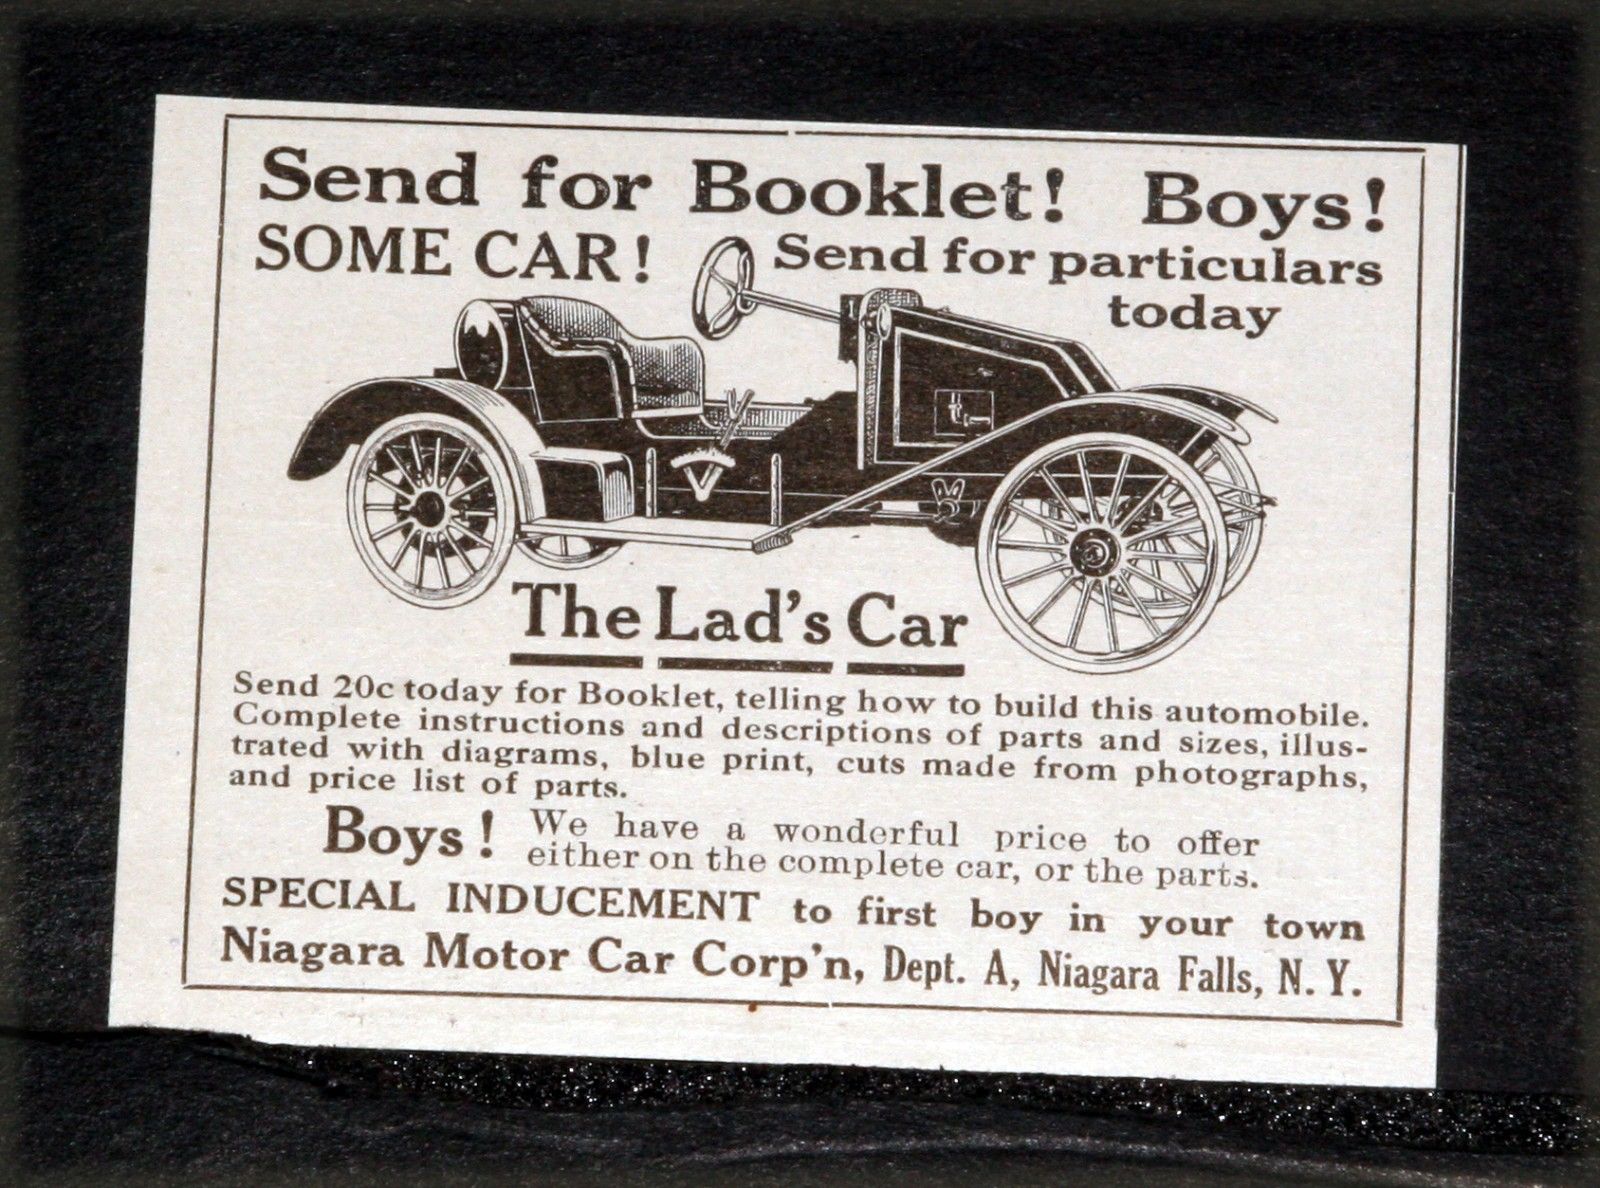 Send for Booklet! Boys!
SOME CAR! Send for particulars
today
The Lad's Car
Send 20c today for Booklet, telling how to build this automobile.
Complete instructions and descriptions of parts and sizes, illus-
trated with diagrams, blue print, cuts made from photographs,
and price list of parts.
Boys! We have a wonderful price to offer
either on the complete car, or the parts.
SPECIAL INDUCEMENT to first boy in your town
Niagara Motor Car Corp'n, Dept. A, Niagara Falls, N. Y.